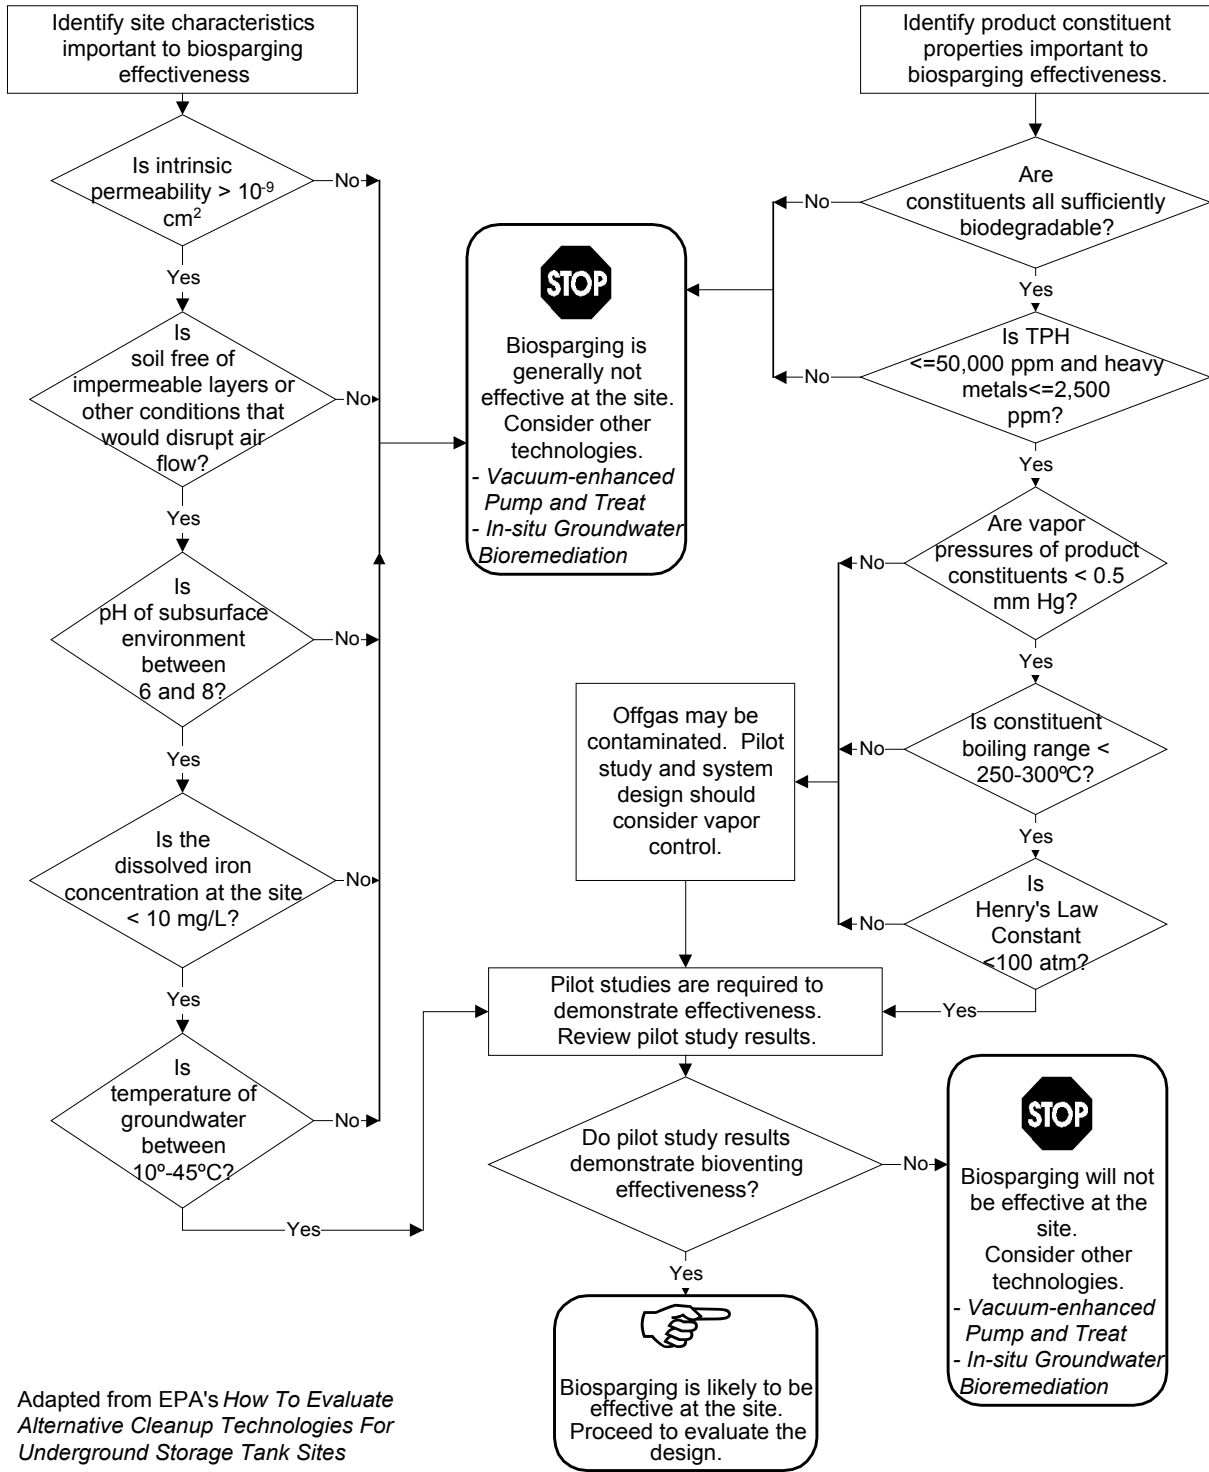 Identify site characteristics
important to biosparging
effectiveness
Is intrinsic
permeability > 10⁻⁹
cm²
No
Yes
Is
soil free of
impermeable layers or
other conditions that
would disrupt air
flow?
No
Yes
Is
pH of subsurface
environment
between
6 and 8?
No
Yes
Is the
dissolved iron
concentration at the site
< 10 mg/L?
No
Yes
Is
temperature of
groundwater
between
10º-45ºC?
No
Yes
STOP
Biosparging is
generally not
effective at the site.
Consider other
technologies.
- Vacuum-enhanced
Pump and Treat
- In-situ Groundwater
Bioremediation
Identify product constituent
properties important to
biosparging effectiveness.
Are
constituents all sufficiently
biodegradable?
No
Yes
Is TPH
<=50,000 ppm and heavy
metals<=2,500
ppm?
No
Yes
Are vapor
pressures of product
constituents < 0.5
mm Hg?
No
Yes
Is constituent
boiling range <
250-300ºC?
No
Yes
Is
Henry's Law
Constant
<100 atm?
No
Yes
Offgas may be
contaminated. Pilot
study and system
design should
consider vapor
control.
Pilot studies are required to
demonstrate effectiveness.
Review pilot study results.
Do pilot study results
demonstrate bioventing
effectiveness?
No
Yes
STOP
Biosparging will not
be effective at the
site.
Consider other
technologies.
- Vacuum-enhanced
Pump and Treat
- In-situ Groundwater
Bioremediation
Biosparging is likely to be
effective at the site.
Proceed to evaluate the
design.
Adapted from EPA's How To Evaluate
Alternative Cleanup Technologies For
Underground Storage Tank Sites